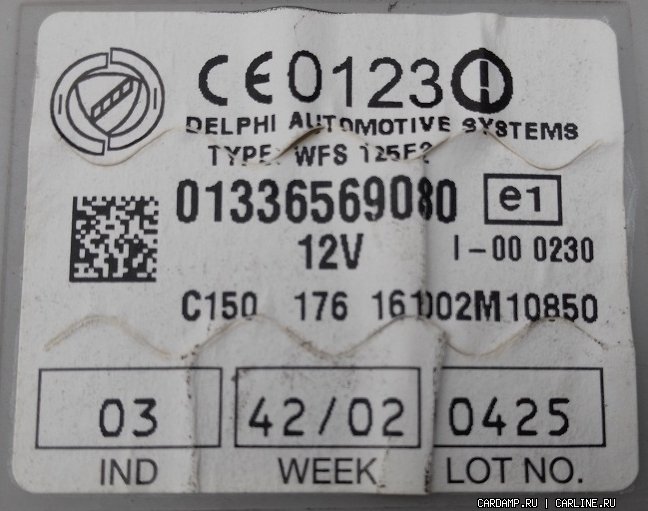 CE0123
DELPHI AUTOMOTIVE SYSTEMS
TYPE: WFS 125F2
01336569080 e1
12V I-00 0230
C150 176 161002M10850
03 42/02 0425
IND WEEK LOT NO.
CARDAMP.RU | CARLINE.RU